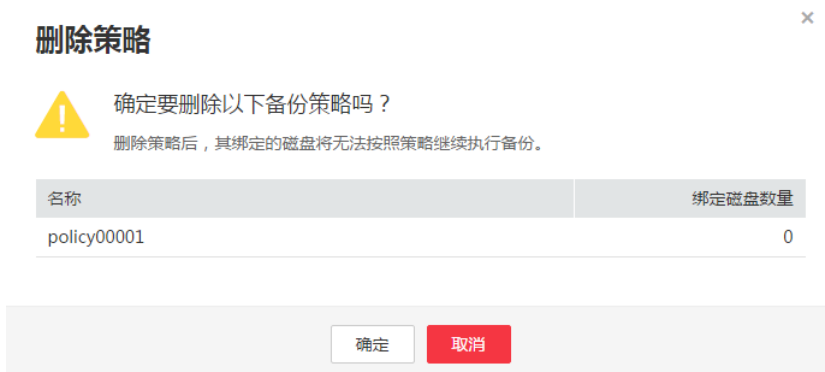 删除策略
确定要删除以下备份策略吗？
删除策略后，其绑定的磁盘将无法按照策略继续执行备份。
名称 绑定磁盘数量
policy00001 0
确定 取消